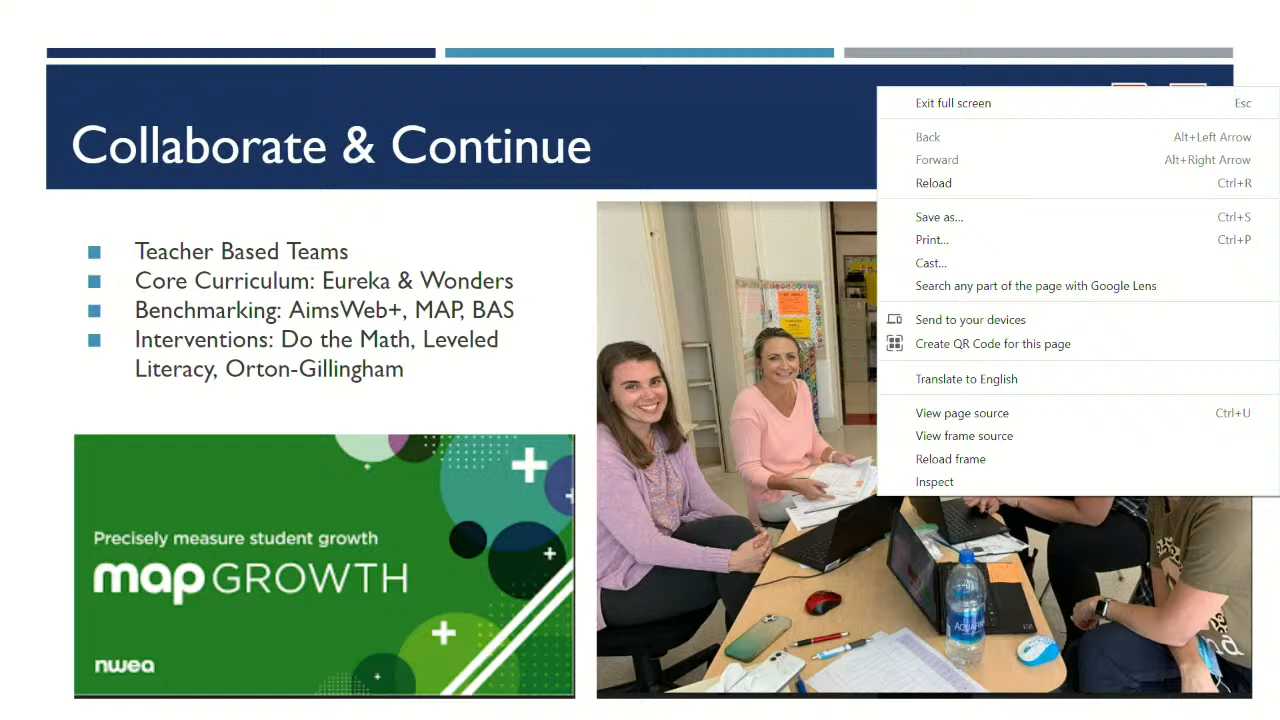 Collaborate & Continue
Teacher Based Teams
Core Curriculum: Eureka & Wonders
Benchmarking: AimsWeb+, MAP, BAS
Interventions: Do the Math, Leveled
Literacy, Orton-Gillingham
Precisely measure student growth
map GROWTH
nwea
Exit full screen Esc
Back Alt+Left Arrow
Forward Alt+Right Arrow
Reload Ctrl+R
Save as... Ctrl+S
Print... Ctrl+P
Cast...
Search any part of the page with Google Lens
Send to your devices
Create QR Code for this page
Translate to English
View page source Ctrl+U
View frame source
Reload frame
Inspect
AQUAFINA